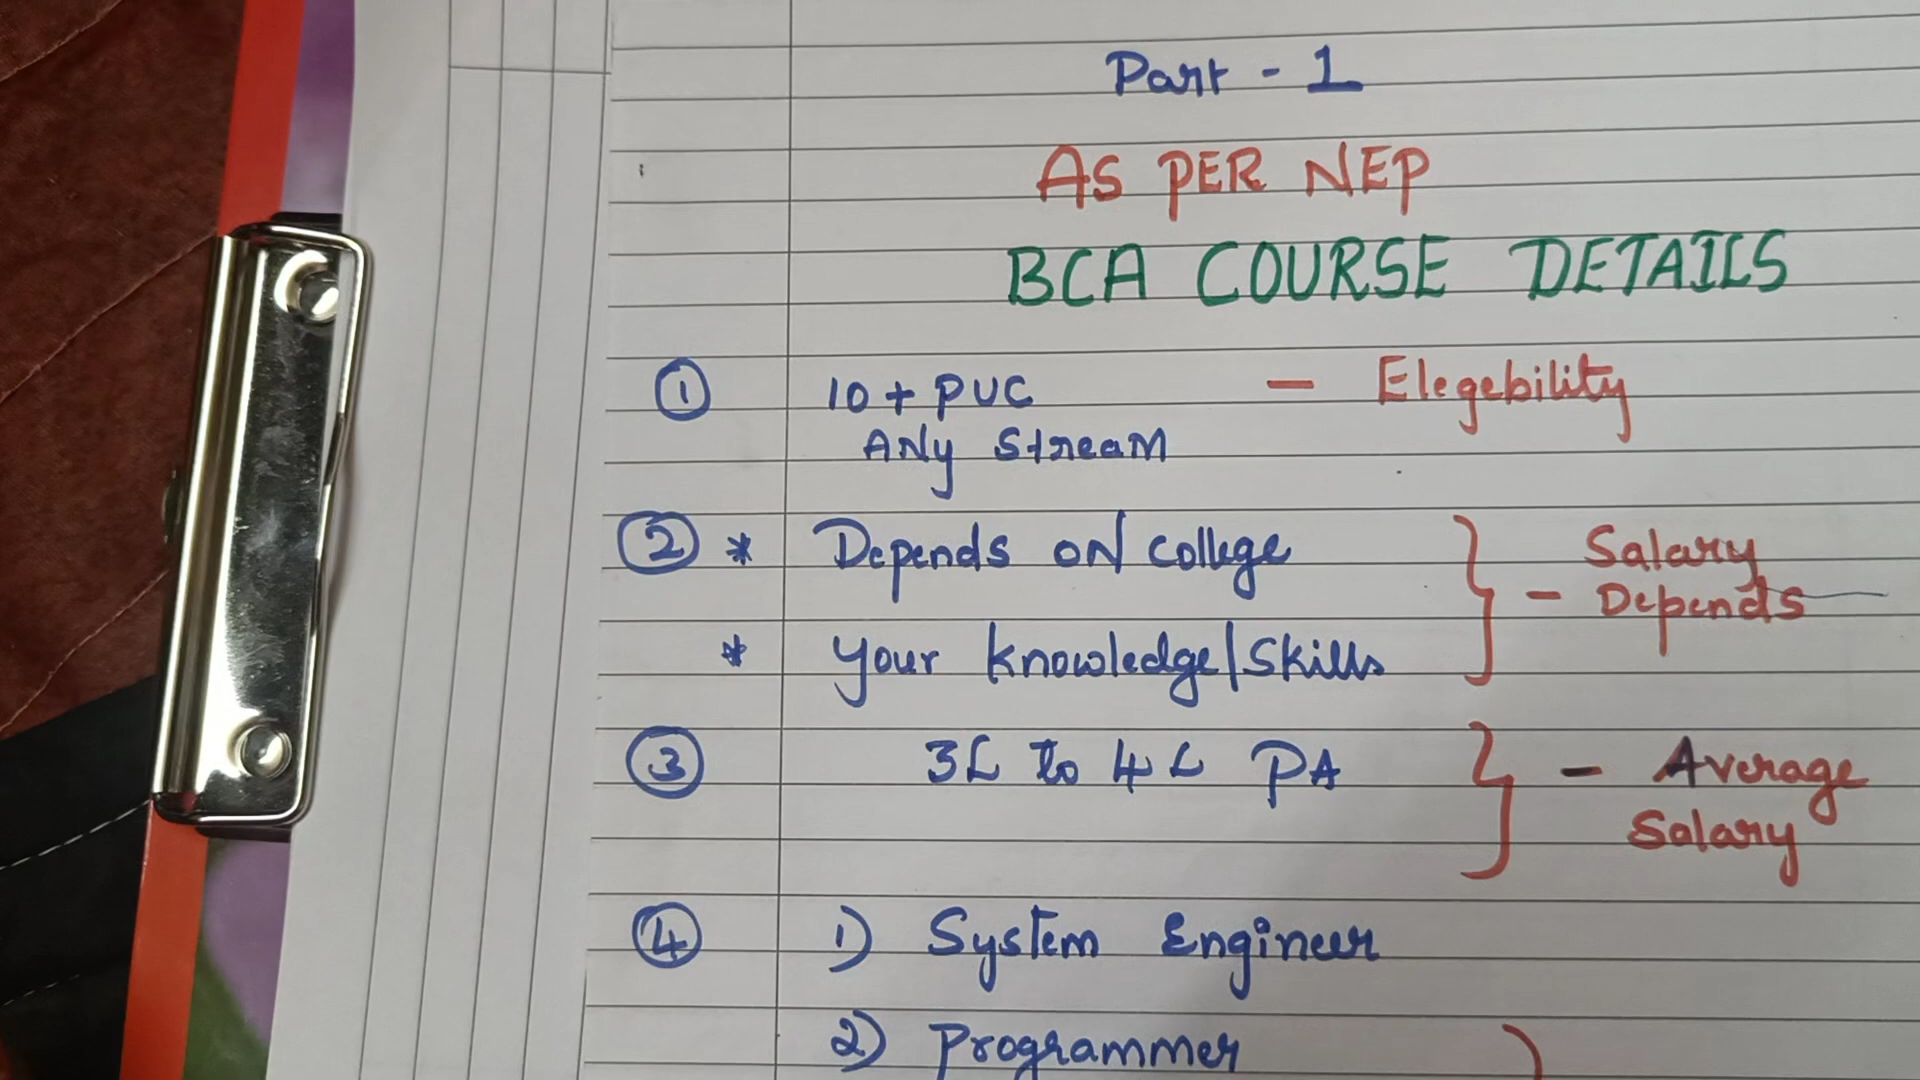 Part - 1
AS PER NEP
BCA COURSE DETAILS
① 10 + PUC - Elegebility
ANy StreaM
② * Depends oN college } - Salary Depends
* Your knowledge/Skills
③ 3L to 4L PA } - Average Salary
④ 1) System Engineer
2) Programmer